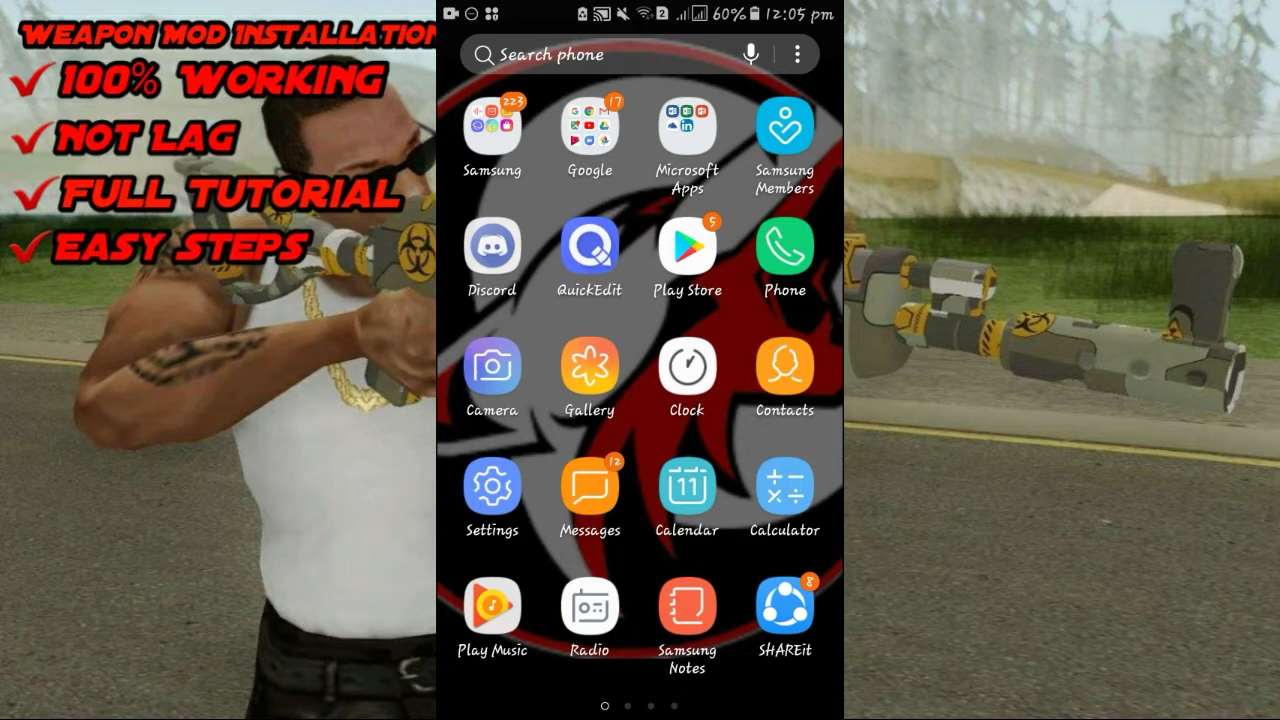 WEAPON MOD INSTALLATION
✓ 100% WORKING
✓ NOT LAG
✓ FULL TUTORIAL
✓ EASY STEPS
2 60% 12:05 pm
Search phone
223 17
Samsung Google Microsoft Apps Samsung Members
5
Discord QuickEdit Play Store Phone
Camera Gallery Clock Contacts
12 11
Settings Messages Calendar Calculator
8
Play Music Radio Samsung Notes SHAREit